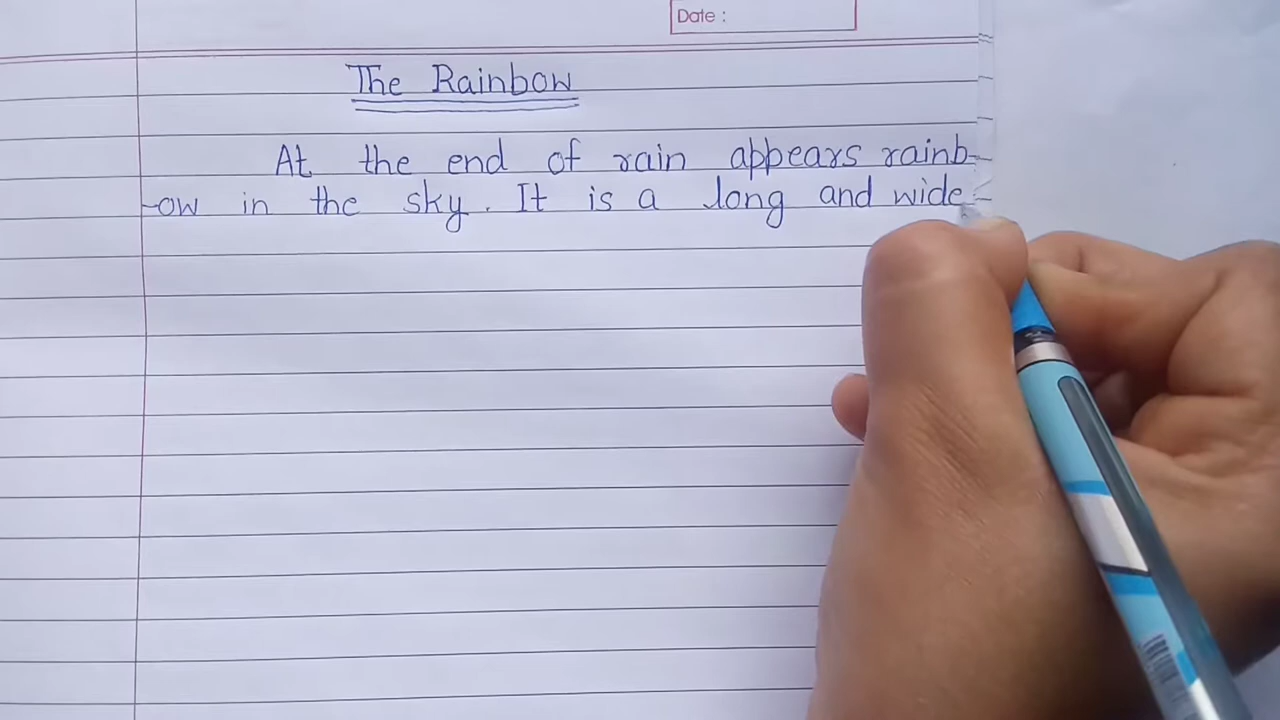 Date :
The Rainbow
At the end of rain appears rainb-
-ow in the sky. It is a long and wide